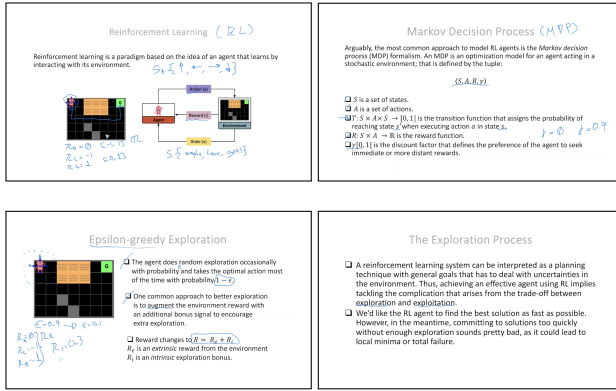 Reinforcement Learning (RL)
Reinforcement learning is a paradigm based on the idea of an agent that learns by
interacting with its environment.
Action (a)
G
Agent
Reward (r)
Environment
State (s)
Markov Decision Process (MDP)
Arguably, the most common approach to model RL agents is the Markov decision
process (MDP) formalism. An MDP is an optimization model for an agent acting in a
stochastic environment; that is defined by the tuple:
⟨S, A, R, γ⟩
S is a set of states.
A is a set of actions.
T: S × A × S → [0, 1] is the transition function that assigns the probability of
reaching state s' when executing action a in state s.
R: S × A → ℝ is the reward function.
γ[0, 1] is the discount factor that defines the preference of the agent to seek
immediate or more distant rewards.
γ = 0 γ = 0.9
Epsilon-greedy Exploration
G
The agent does random exploration occasionally
with probability and takes the optimal action most
of the time with probability 1 − ϵ
One common approach to better exploration
is to augment the environment reward with
an additional bonus signal to encourage
extra exploration.
Reward changes to R = Re + Ri
Re is an extrinsic reward from the environment
Ri is an intrinsic exploration bonus.
ϵ=0.9 → ϵ=0.1
Ri=0.3
The Exploration Process
A reinforcement learning system can be interpreted as a planning
technique with general goals that has to deal with uncertainties in
the environment. Thus, achieving an effective agent using RL implies
tackling the complication that arises from the trade-off between
exploration and exploitation.
We'd like the RL agent to find the best solution as fast as possible.
However, in the meantime, committing to solutions too quickly
without enough exploration sounds pretty bad, as it could lead to
local minima or total failure.